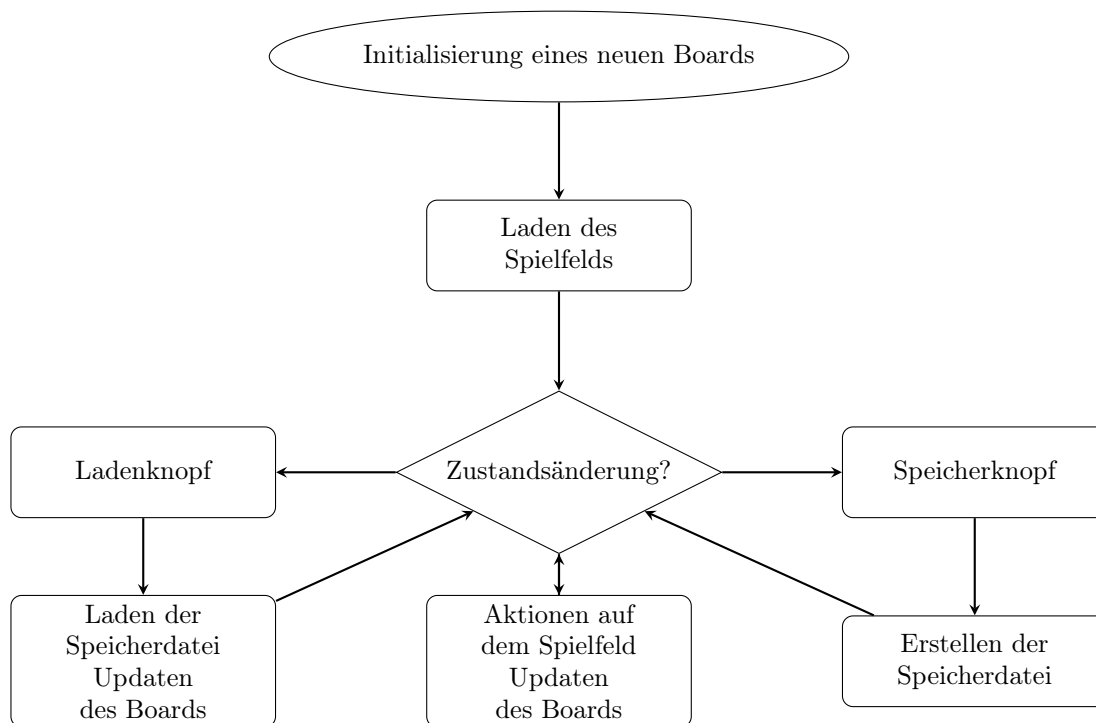 Initialisierung eines neuen Boards
Laden des
Spielfelds
Ladenknopf
Zustandsänderung?
Speicherknopf
Laden der
Speicherdatei
Updaten
des Boards
Aktionen auf
dem Spielfeld
Updaten
des Boards
Erstellen der
Speicherdatei